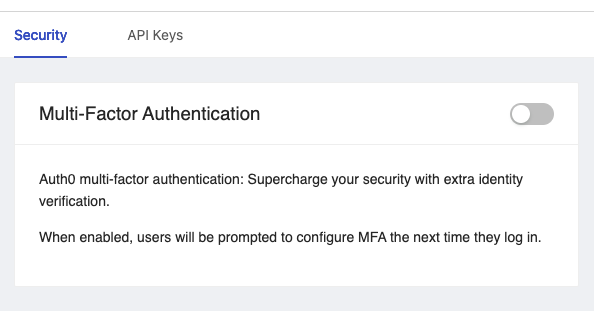 Security
API Keys
Multi-Factor Authentication
Auth0 multi-factor authentication: Supercharge your security with extra identity
verification.
When enabled, users will be prompted to configure MFA the next time they log in.